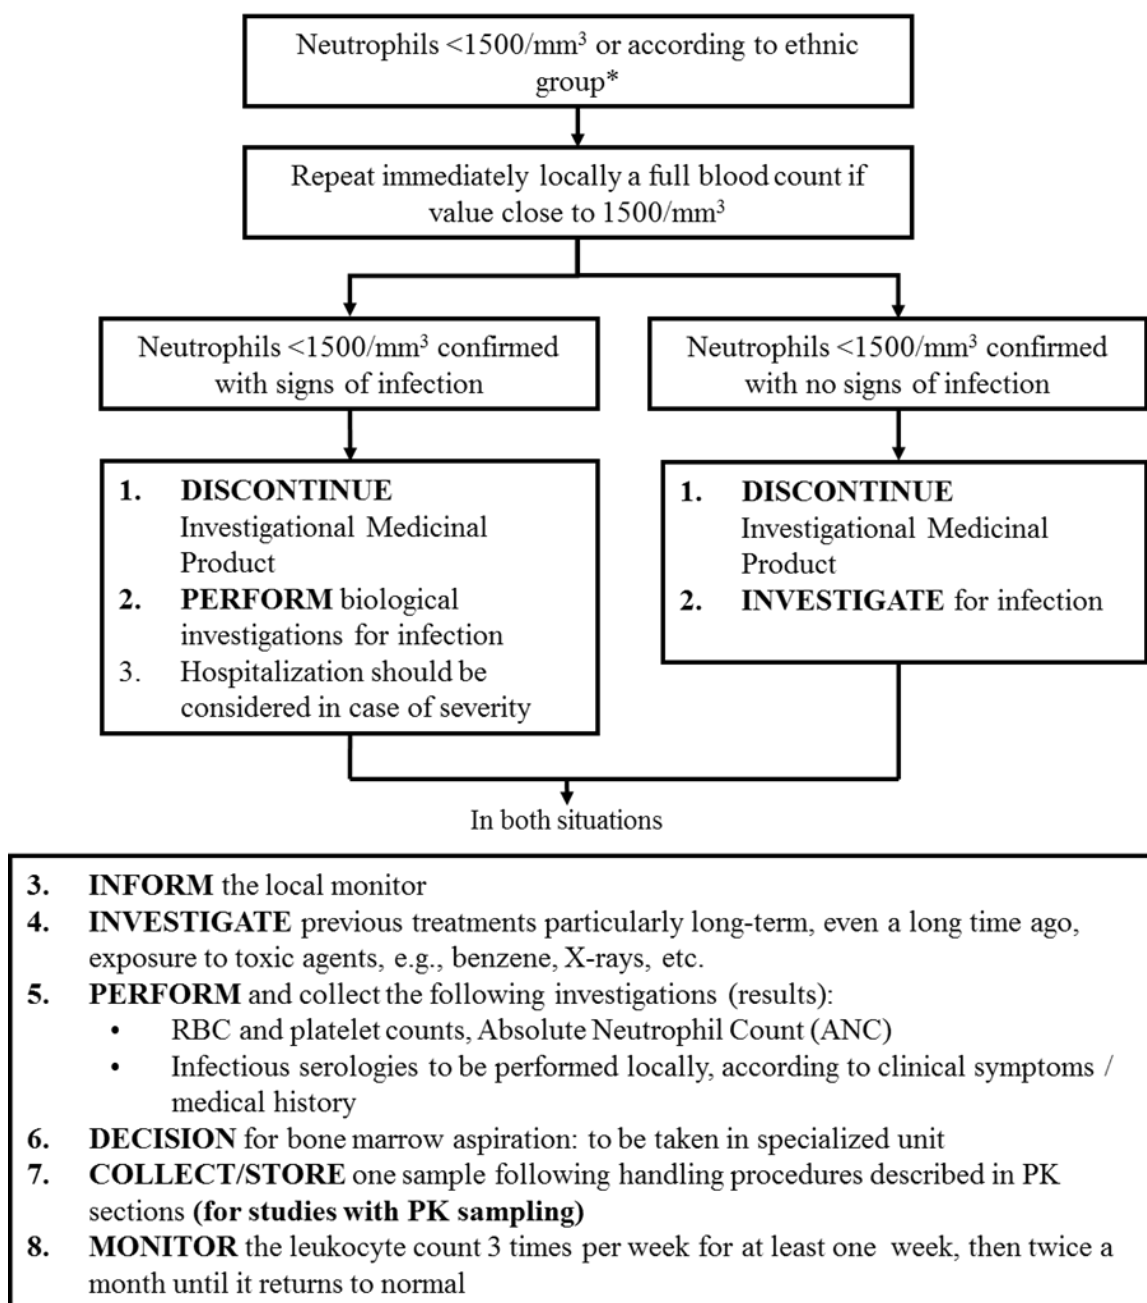 Neutrophils <1500/mm³ or according to ethnic
group*
Repeat immediately locally a full blood count if
value close to 1500/mm³
Neutrophils <1500/mm³ confirmed
with signs of infection
Neutrophils <1500/mm³ confirmed
with no signs of infection
1. DISCONTINUE
Investigational Medicinal
Product
2. PERFORM biological
investigations for infection
3. Hospitalization should be
considered in case of severity
1. DISCONTINUE
Investigational Medicinal
Product
2. INVESTIGATE for infection
In both situations
3. INFORM the local monitor
4. INVESTIGATE previous treatments particularly long-term, even a long time ago,
exposure to toxic agents, e.g., benzene, X-rays, etc.
5. PERFORM and collect the following investigations (results):
• RBC and platelet counts, Absolute Neutrophil Count (ANC)
• Infectious serologies to be performed locally, according to clinical symptoms /
medical history
6. DECISION for bone marrow aspiration: to be taken in specialized unit
7. COLLECT/STORE one sample following handling procedures described in PK
sections (for studies with PK sampling)
8. MONITOR the leukocyte count 3 times per week for at least one week, then twice a
month until it returns to normal